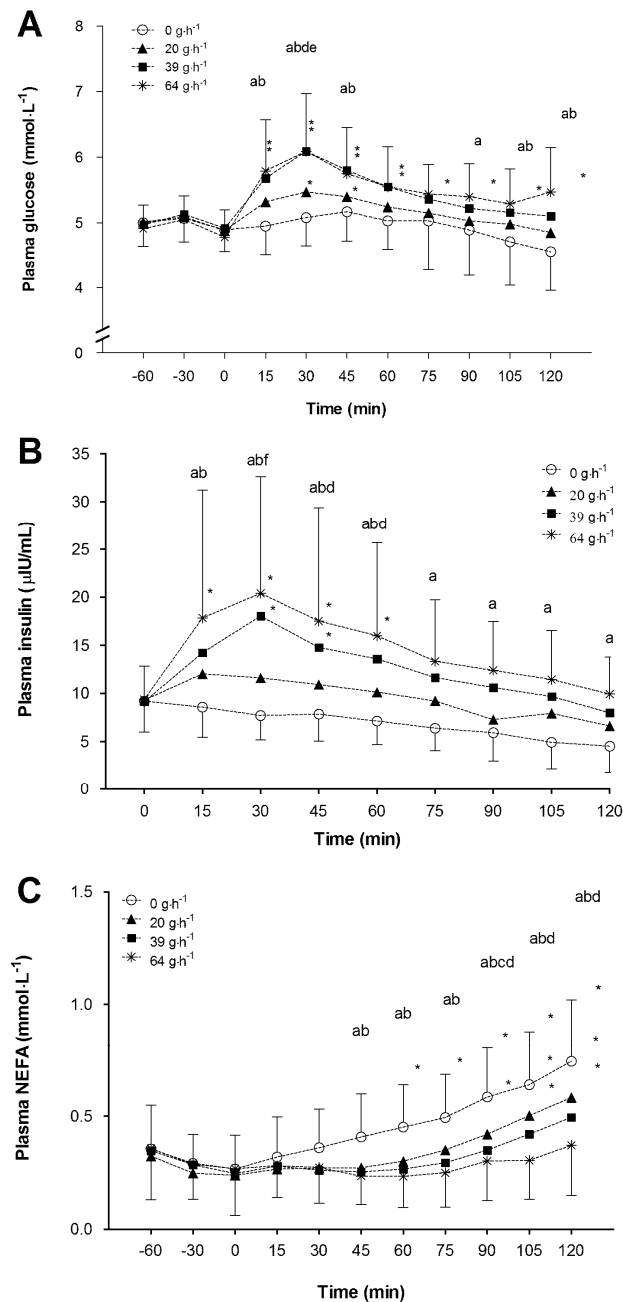 A
0 g·h⁻¹
20 g·h⁻¹
39 g·h⁻¹
64 g·h⁻¹
Plasma glucose (mmol·L⁻¹)
8
7
6
5
4
0
ab
abde
ab
a
ab
ab
* * * * * * * * * * * * * *
-60 -30 0 15 30 45 60 75 90 105 120
Time (min)
B
0 g·h⁻¹
20 g·h⁻¹
39 g·h⁻¹
64 g·h⁻¹
Plasma insulin (μIU/mL)
35
30
25
20
15
10
5
0
ab
abf
abd
abd
a
a
a
a
* * * * * *
0 15 30 45 60 75 90 105 120
Time (min)
C
0 g·h⁻¹
20 g·h⁻¹
39 g·h⁻¹
64 g·h⁻¹
Plasma NEFA (mmol·L⁻¹)
1.5
1.0
0.5
0.0
ab
ab
ab
abcd
abd
abd
* * * * * * * * * *
-60 -30 0 15 30 45 60 75 90 105 120
Time (min)